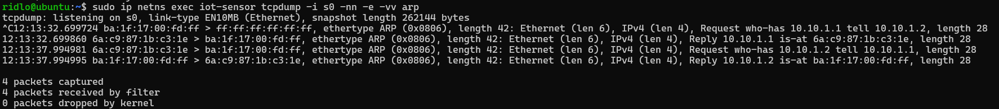 ridlo@ubuntu:~$ sudo ip netns exec iot-sensor tcpdump -i s0 -nn -e -vv arp
tcpdump: listening on s0, link-type EN10MB (Ethernet), snapshot length 262144 bytes
^C12:13:32.699724 ba:1f:17:00:fd:ff > ff:ff:ff:ff:ff:ff, ethertype ARP (0x0806), length 42: Ethernet (len 6), IPv4 (len 4), Request who-has 10.10.1.1 tell 10.10.1.2, length 28
12:13:32.699860 6a:c9:87:1b:c3:1e > ba:1f:17:00:fd:ff, ethertype ARP (0x0806), length 42: Ethernet (len 6), IPv4 (len 4), Reply 10.10.1.1 is-at 6a:c9:87:1b:c3:1e, length 28
12:13:37.994981 6a:c9:87:1b:c3:1e > ba:1f:17:00:fd:ff, ethertype ARP (0x0806), length 42: Ethernet (len 6), IPv4 (len 4), Request who-has 10.10.1.2 tell 10.10.1.1, length 28
12:13:37.994995 ba:1f:17:00:fd:ff > 6a:c9:87:1b:c3:1e, ethertype ARP (0x0806), length 42: Ethernet (len 6), IPv4 (len 4), Reply 10.10.1.2 is-at ba:1f:17:00:fd:ff, length 28
4 packets captured
4 packets received by filter
0 packets dropped by kernel